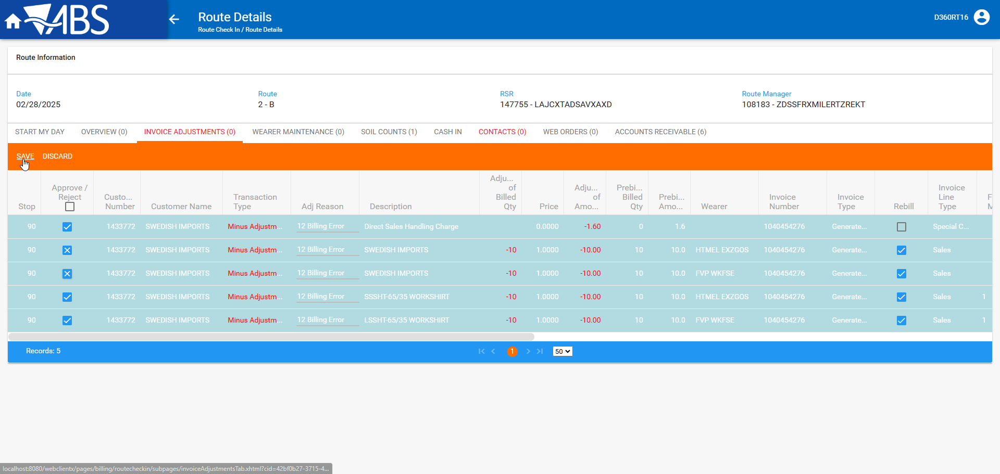 ABS
Route Details
Route Check In / Route Details
D360RT16
Route Information
Date
Route
RSR
Route Manager
02/28/2025
2 - B
147755 - LAJCXTADSAVXAXD
108183 - ZDSSFRXMILERTZREKT
START MY DAY OVERVIEW (0) INVOICE ADJUSTMENTS (0) WEARER MAINTENANCE (0) SOIL COUNTS (1) CASH IN CONTACTS (0) WEB ORDERS (0) ACCOUNTS RECEIVABLE (6)
SAVE DISCARD
Stop
Approve /
Reject
Custo...
Number
Customer Name
Transaction
Type
Adj Reason
Description
Adju...
of
Billed
Qty
Price
Adju...
of
Amo...
Prebi...
Billed
Qty
Prebi...
Amo...
Wearer
Invoice
Number
Invoice
Type
Rebill
Invoice
Line
Type
F
M
90 1433772 SWEDISH IMPORTS Minus Adjustm... 12 Billing Error Direct Sales Handling Charge 0.0000 -1.60 0 1.6 1040454276 Generate... Special C...
90 1433772 SWEDISH IMPORTS Minus Adjustm... 12 Billing Error SWEDISH IMPORTS -10 1.0000 -10.00 10 10.0 HTMEL EXZGOS 1040454276 Generate... Sales
90 1433772 SWEDISH IMPORTS Minus Adjustm... 12 Billing Error SWEDISH IMPORTS -10 1.0000 -10.00 10 10.0 FVP WKFSE 1040454276 Generate... Sales
90 1433772 SWEDISH IMPORTS Minus Adjustm... 12 Billing Error SSSHT-65/35 WORKSHIRT -10 1.0000 -10.00 10 10.0 HTMEL EXZGOS 1040454276 Generate... Sales 1
90 1433772 SWEDISH IMPORTS Minus Adjustm... 12 Billing Error LSSHT-65/35 WORKSHIRT -10 1.0000 -10.00 10 10.0 FVP WKFSE 1040454276 Generate... Sales 1
Records: 5
1
50
localhost:8080/webclientx/pages/billing/routecheckin/subpages/invoiceAdjustmentsTab.xhtml?cid=42bf0b27-3715-4...